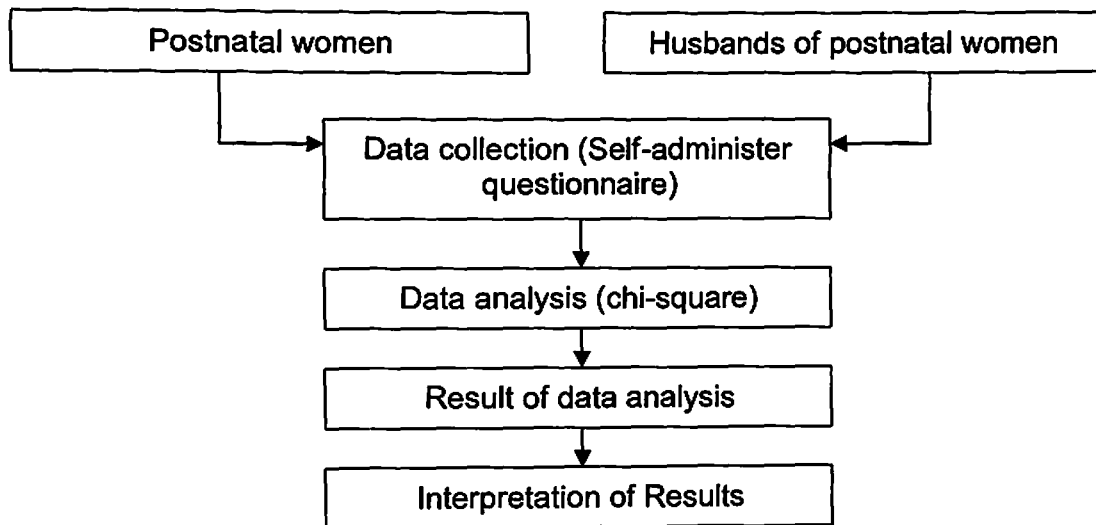 Postnatal women
Husbands of postnatal women
Data collection (Self-administer
questionnaire)
Data analysis (chi-square)
Result of data analysis
Interpretation of Results